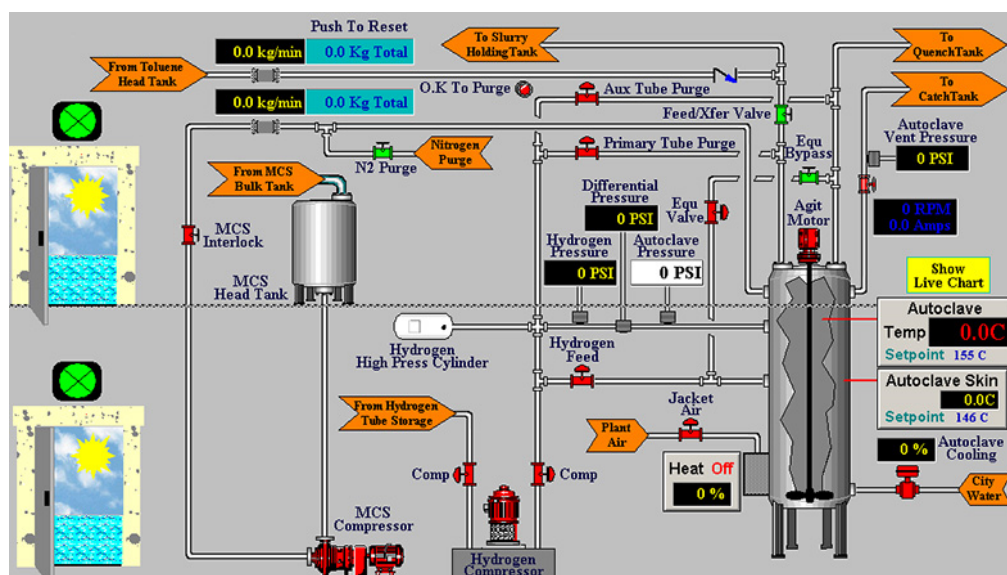 Push To Reset
0.0 kg/min
0.0 Kg Total
To Slurry
HoldingTank
To
QuenchTank
From Toluene
Head Tank
O.K To Purge
Aux Tube Purge
To
CatchTank
0.0 kg/min
0.0 Kg Total
Feed/Xfer Valve
Autoclave
Vent Pressure
0 PSI
Nitrogen
Purge
N2 Purge
Primary Tube Purge
Equ
Bypass
From MCS
Bulk Tank
Differential
Pressure
0 PSI
Equ
Valve
Agit
Motor
0 RPM
0.0 Amps
MCS
Interlock
Hydrogen
Pressure
0 PSI
Autoclave
Pressure
0 PSI
Show
Live Chart
MCS
Head Tank
Autoclave
Temp
0.0C
Setpoint
155 C
Hydrogen
High Press Cylinder
Hydrogen
Feed
Autoclave Skin
0.0C
Setpoint
146 C
From Hydrogen
Tube Storage
Jacket
Air
Plant
Air
0 %
Autoclave
Cooling
Heat Off
0 %
Comp
Comp
City
Water
MCS
Compressor
Hydrogen
Compressor